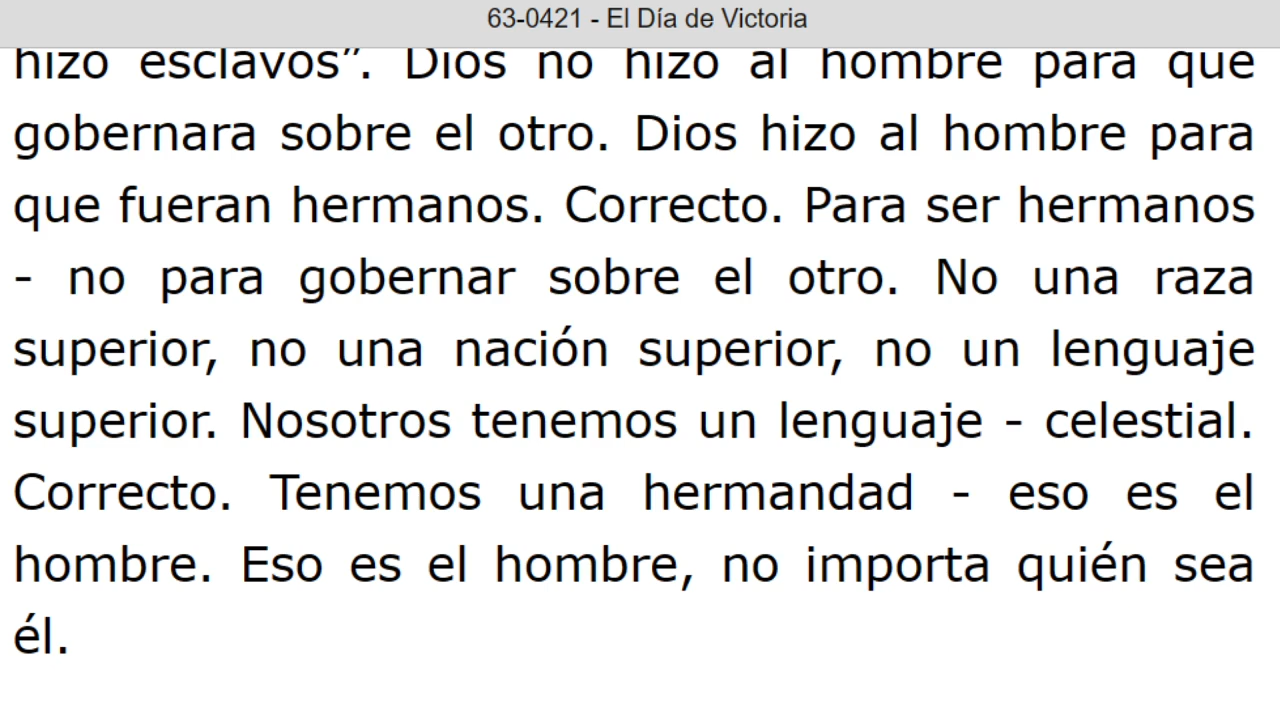 63-0421 - El Día de Victoria
hizo esclavos”. Dios no hizo al hombre para que
gobernara sobre el otro. Dios hizo al hombre para
que fueran hermanos. Correcto. Para ser hermanos
- no para gobernar sobre el otro. No una raza
superior, no una nación superior, no un lenguaje
superior. Nosotros tenemos un lenguaje - celestial.
Correcto. Tenemos una hermandad - eso es el
hombre. Eso es el hombre, no importa quién sea
él.